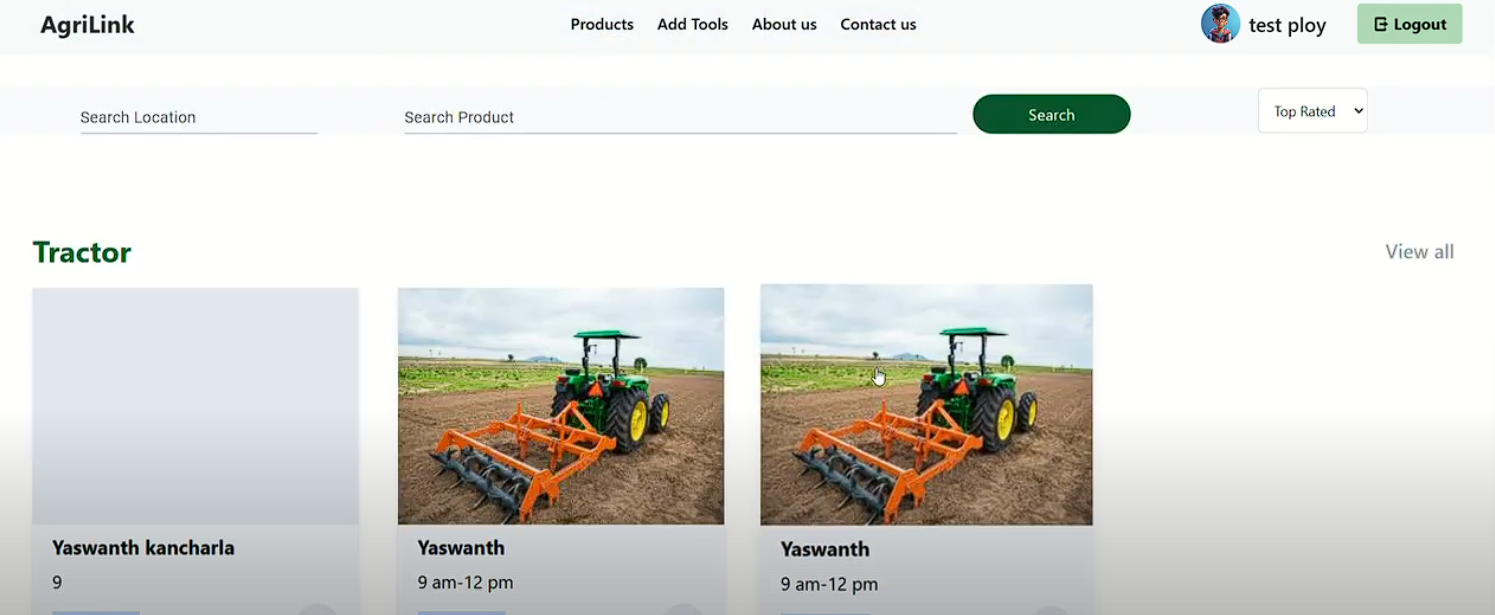 AgriLink
Products Add Tools About us Contact us
test ploy
Logout
Search Location
Search Product
Search
Top Rated
Tractor
View all
Yaswanth kancharla
9
Yaswanth
9 am-12 pm
Yaswanth
9 am-12 pm